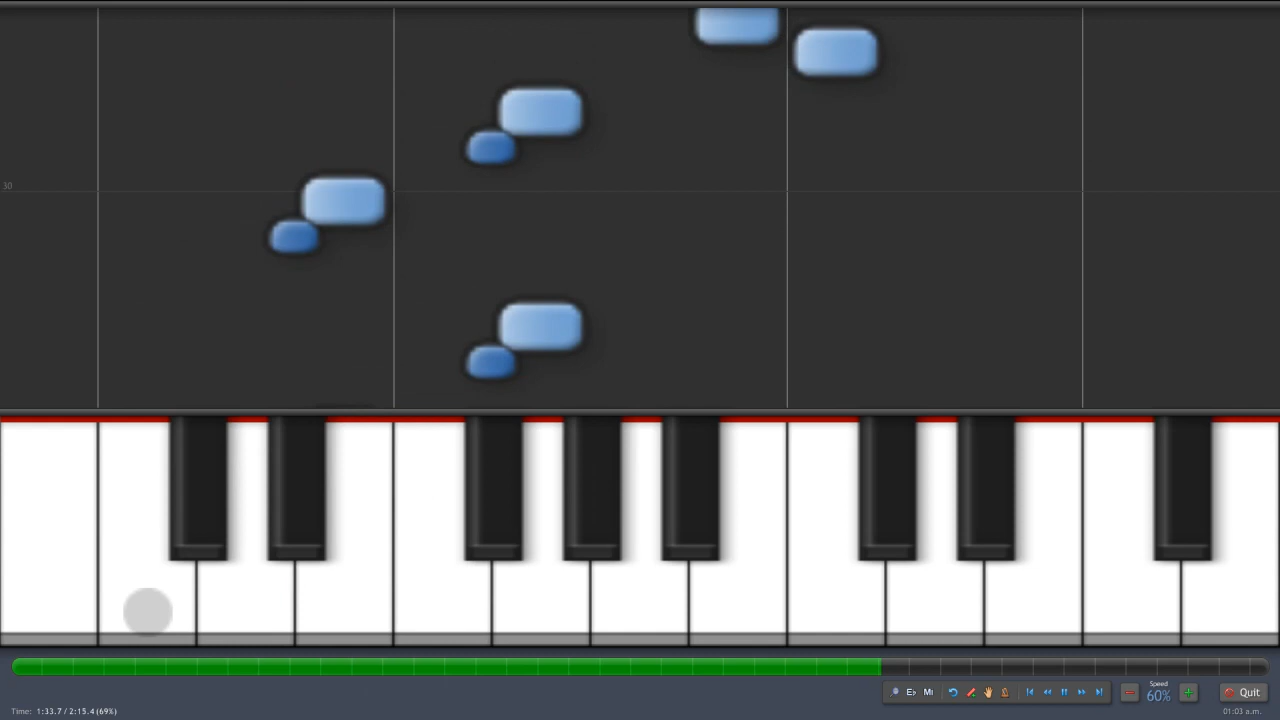 30
E♭ M!
Speed
60%
Quit
Time: 1:33.7 / 2:15.4 (69%)
01:03 a.m.